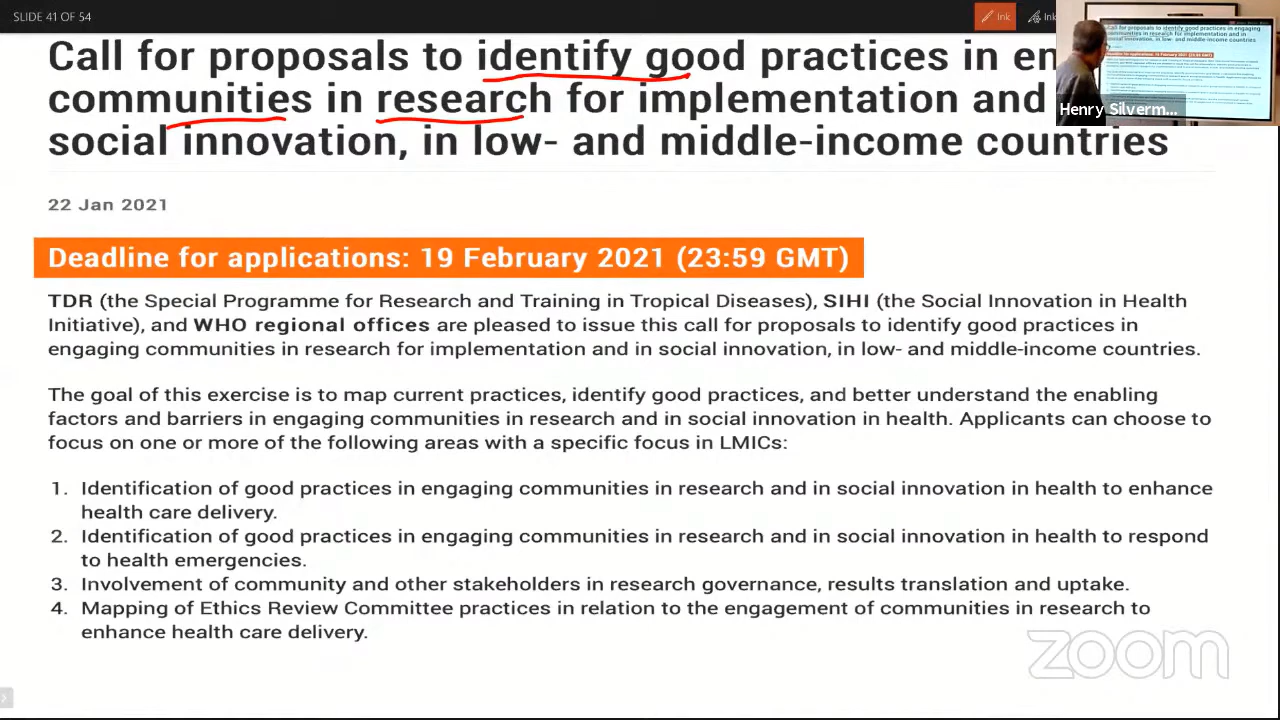 SLIDE 41 OF 54
Ink
Ink
Call for proposals to identify good practices in en
communities in research for implementation and
social innovation, in low- and middle-income countries
Henry Silverm...
22 Jan 2021
Deadline for applications: 19 February 2021 (23:59 GMT)
TDR (the Special Programme for Research and Training in Tropical Diseases), SIHI (the Social Innovation in Health
Initiative), and WHO regional offices are pleased to issue this call for proposals to identify good practices in
engaging communities in research for implementation and in social innovation, in low- and middle-income countries.
The goal of this exercise is to map current practices, identify good practices, and better understand the enabling
factors and barriers in engaging communities in research and in social innovation in health. Applicants can choose to
focus on one or more of the following areas with a specific focus in LMICs:
1. Identification of good practices in engaging communities in research and in social innovation in health to enhance
health care delivery.
2. Identification of good practices in engaging communities in research and in social innovation in health to respond
to health emergencies.
3. Involvement of community and other stakeholders in research governance, results translation and uptake.
4. Mapping of Ethics Review Committee practices in relation to the engagement of communities in research to
enhance health care delivery.
zoom